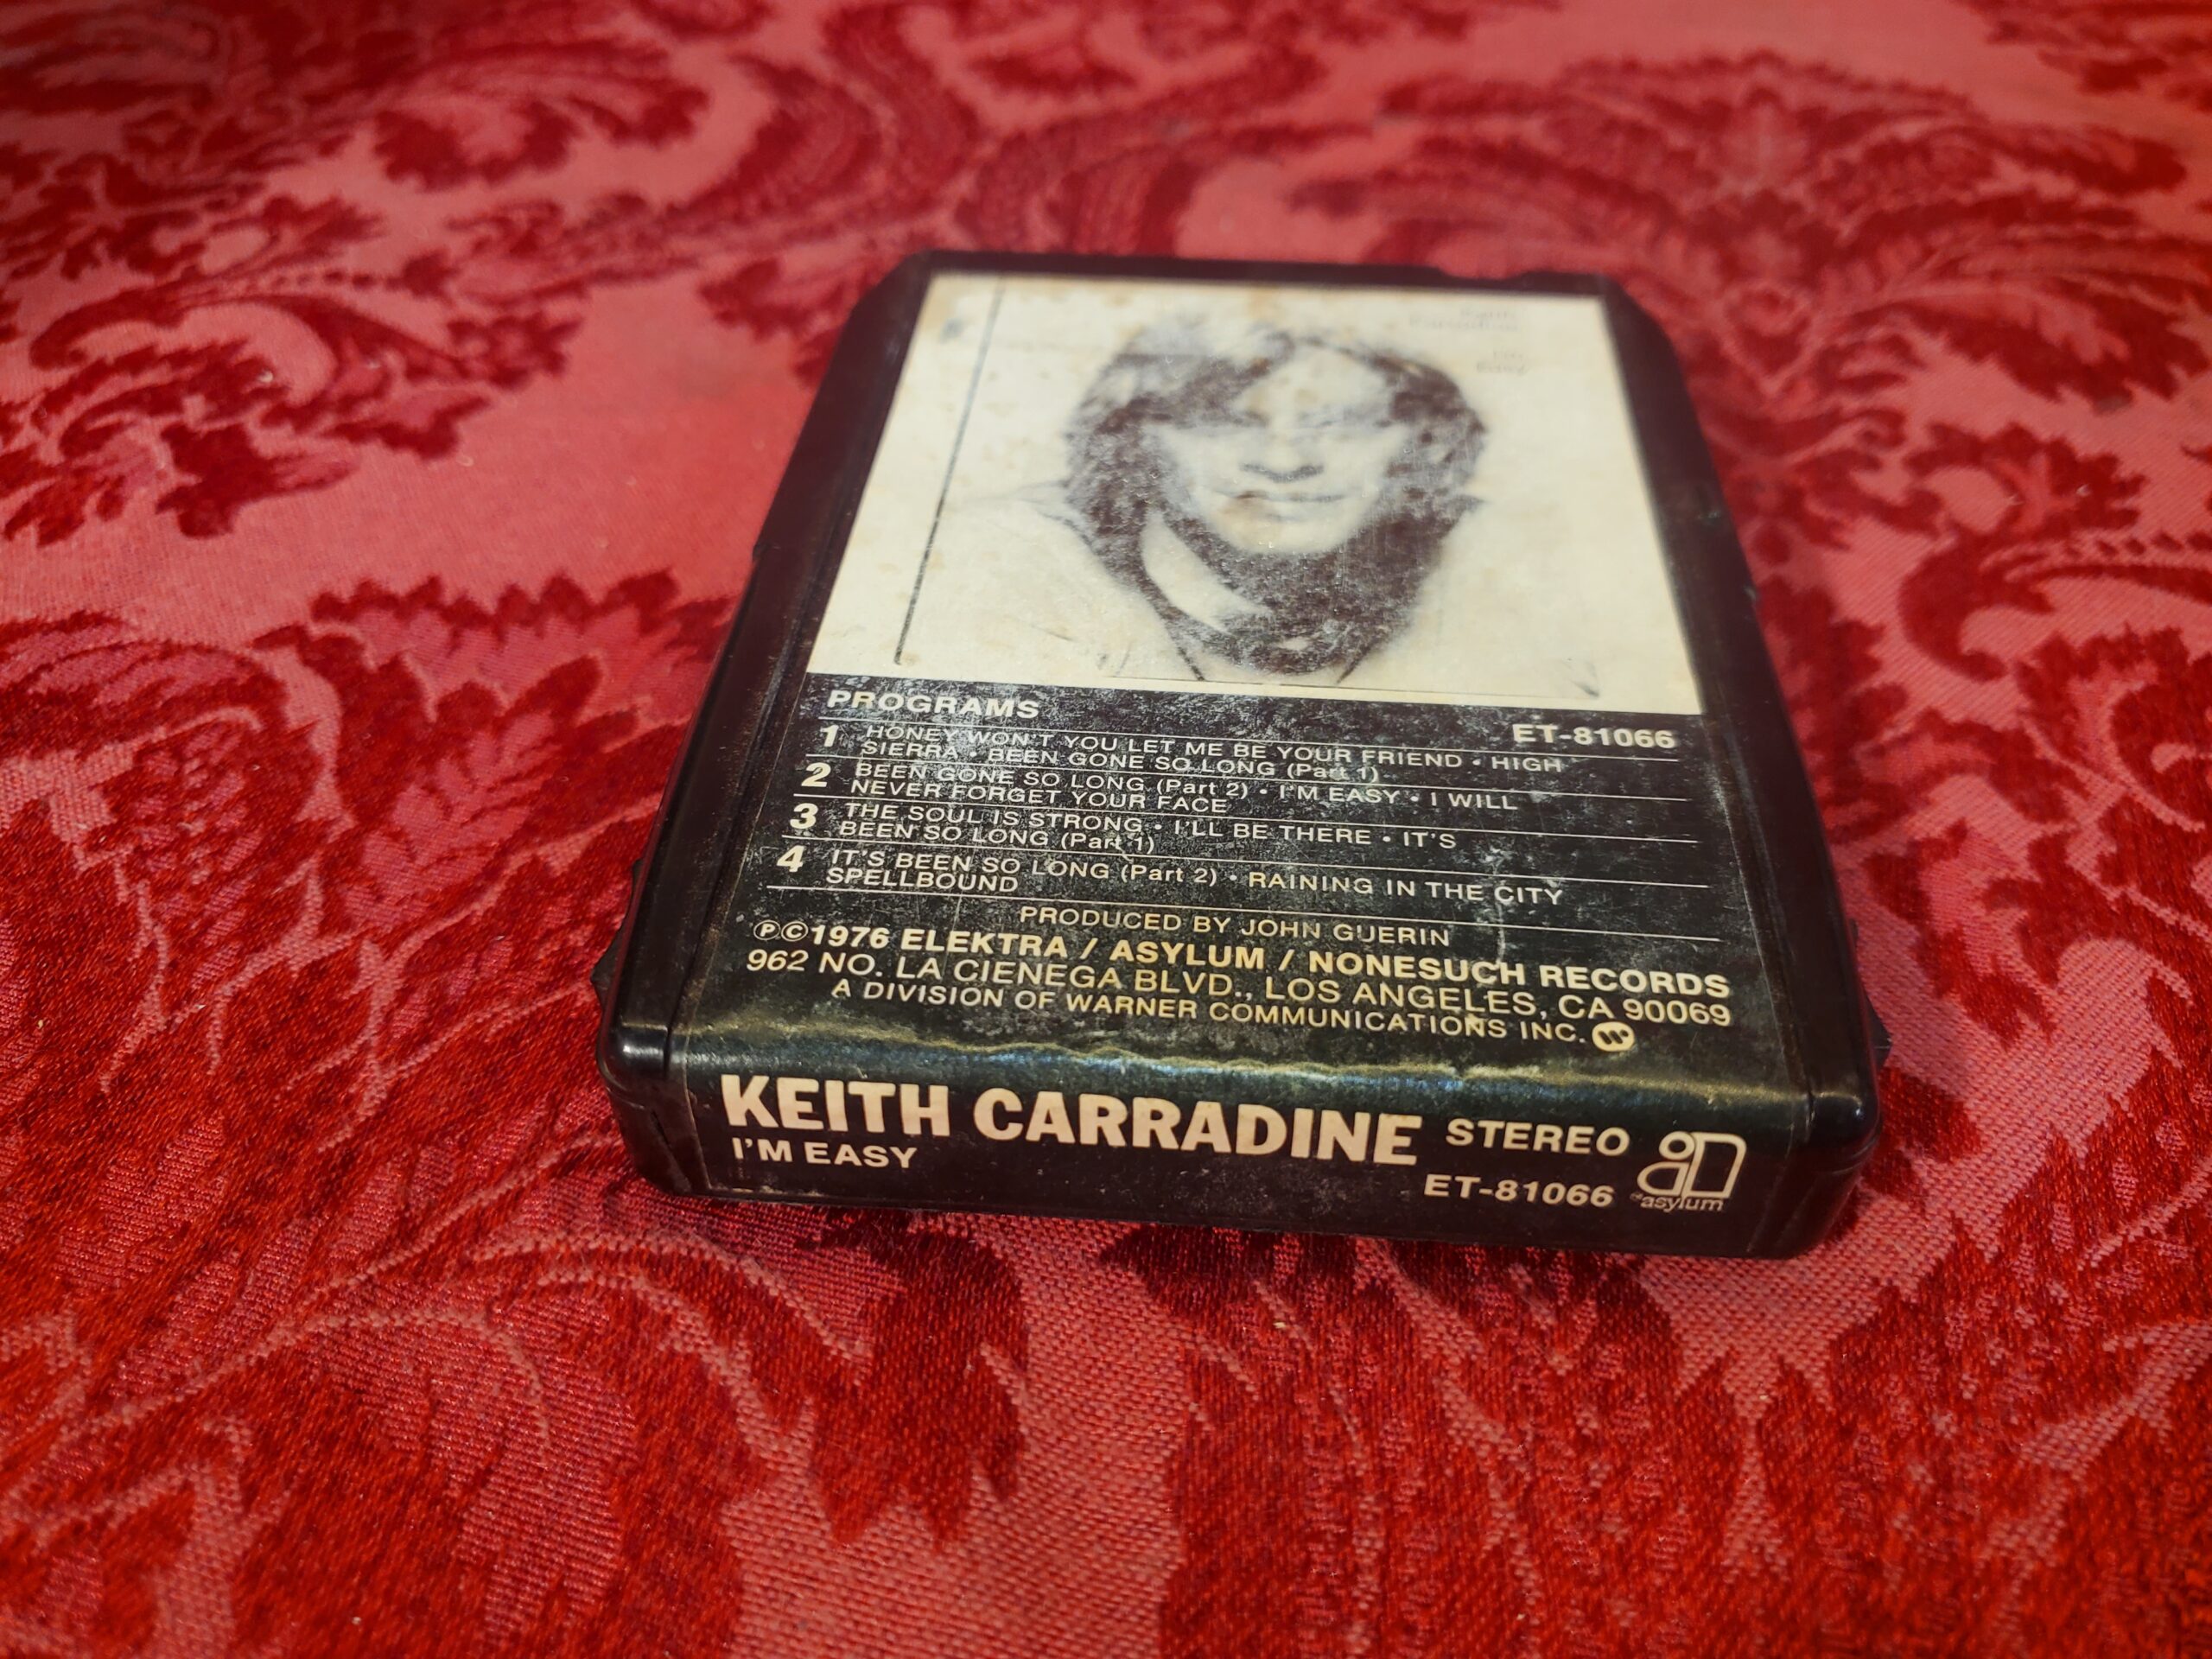 Keith
Carradine
I'm
Easy
PROGRAMS
ET-81066
1 HONEY WON'T YOU LET ME BE YOUR FRIEND • HIGH
SIERRA • BEEN GONE SO LONG (Part 1)
2 BEEN GONE SO LONG (Part 2) • I'M EASY • I WILL
NEVER FORGET YOUR FACE
3 THE SOUL IS STRONG • I'LL BE THERE • IT'S
BEEN SO LONG (Part 1)
4 IT'S BEEN SO LONG (Part 2) • RAINING IN THE CITY
SPELLBOUND
PRODUCED BY JOHN GUERIN
Ⓟ©1976 ELEKTRA / ASYLUM / NONESUCH RECORDS
962 NO. LA CIENEGA BLVD., LOS ANGELES, CA 90069
A DIVISION OF WARNER COMMUNICATIONS INC.
KEITH CARRADINE STEREO
I'M EASY
ET-81066
asylum